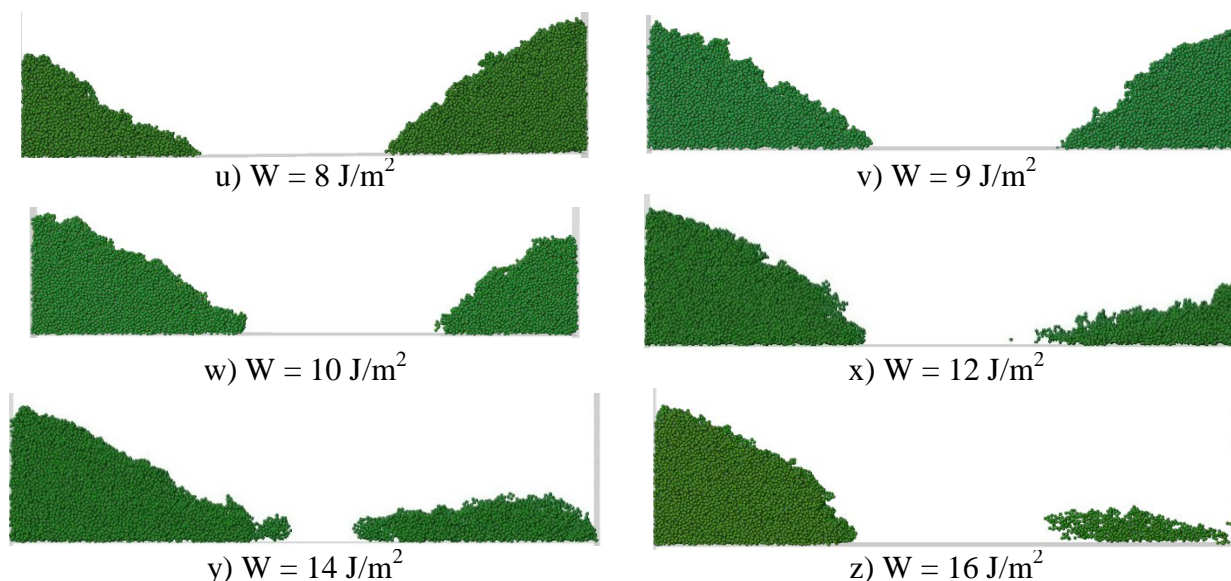 u) W = 8 J/m²
v) W = 9 J/m²
w) W = 10 J/m²
x) W = 12 J/m²
y) W = 14 J/m²
z) W = 16 J/m²